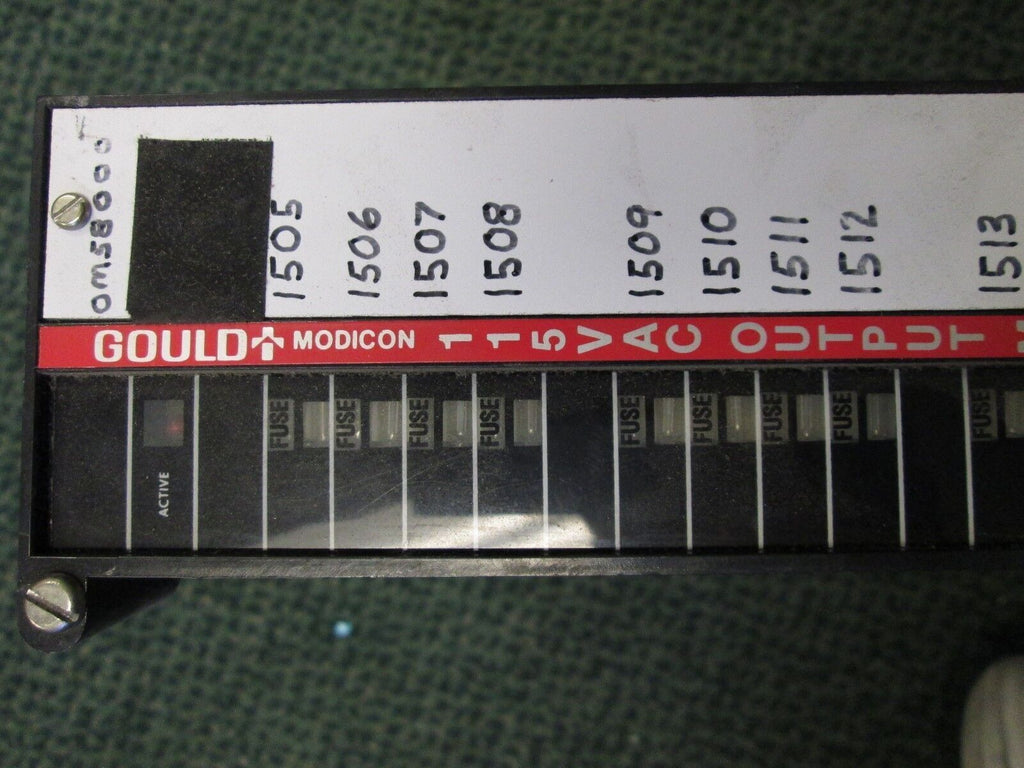 OM58000
1505
1506
1507
1508
1509
1510
1511
1512
1513
GOULD MODICON 115VAC OUTPUT
ACTIVE
FUSE
FUSE
FUSE
FUSE
FUSE
FUSE
FUSE
FUSE
FUSE